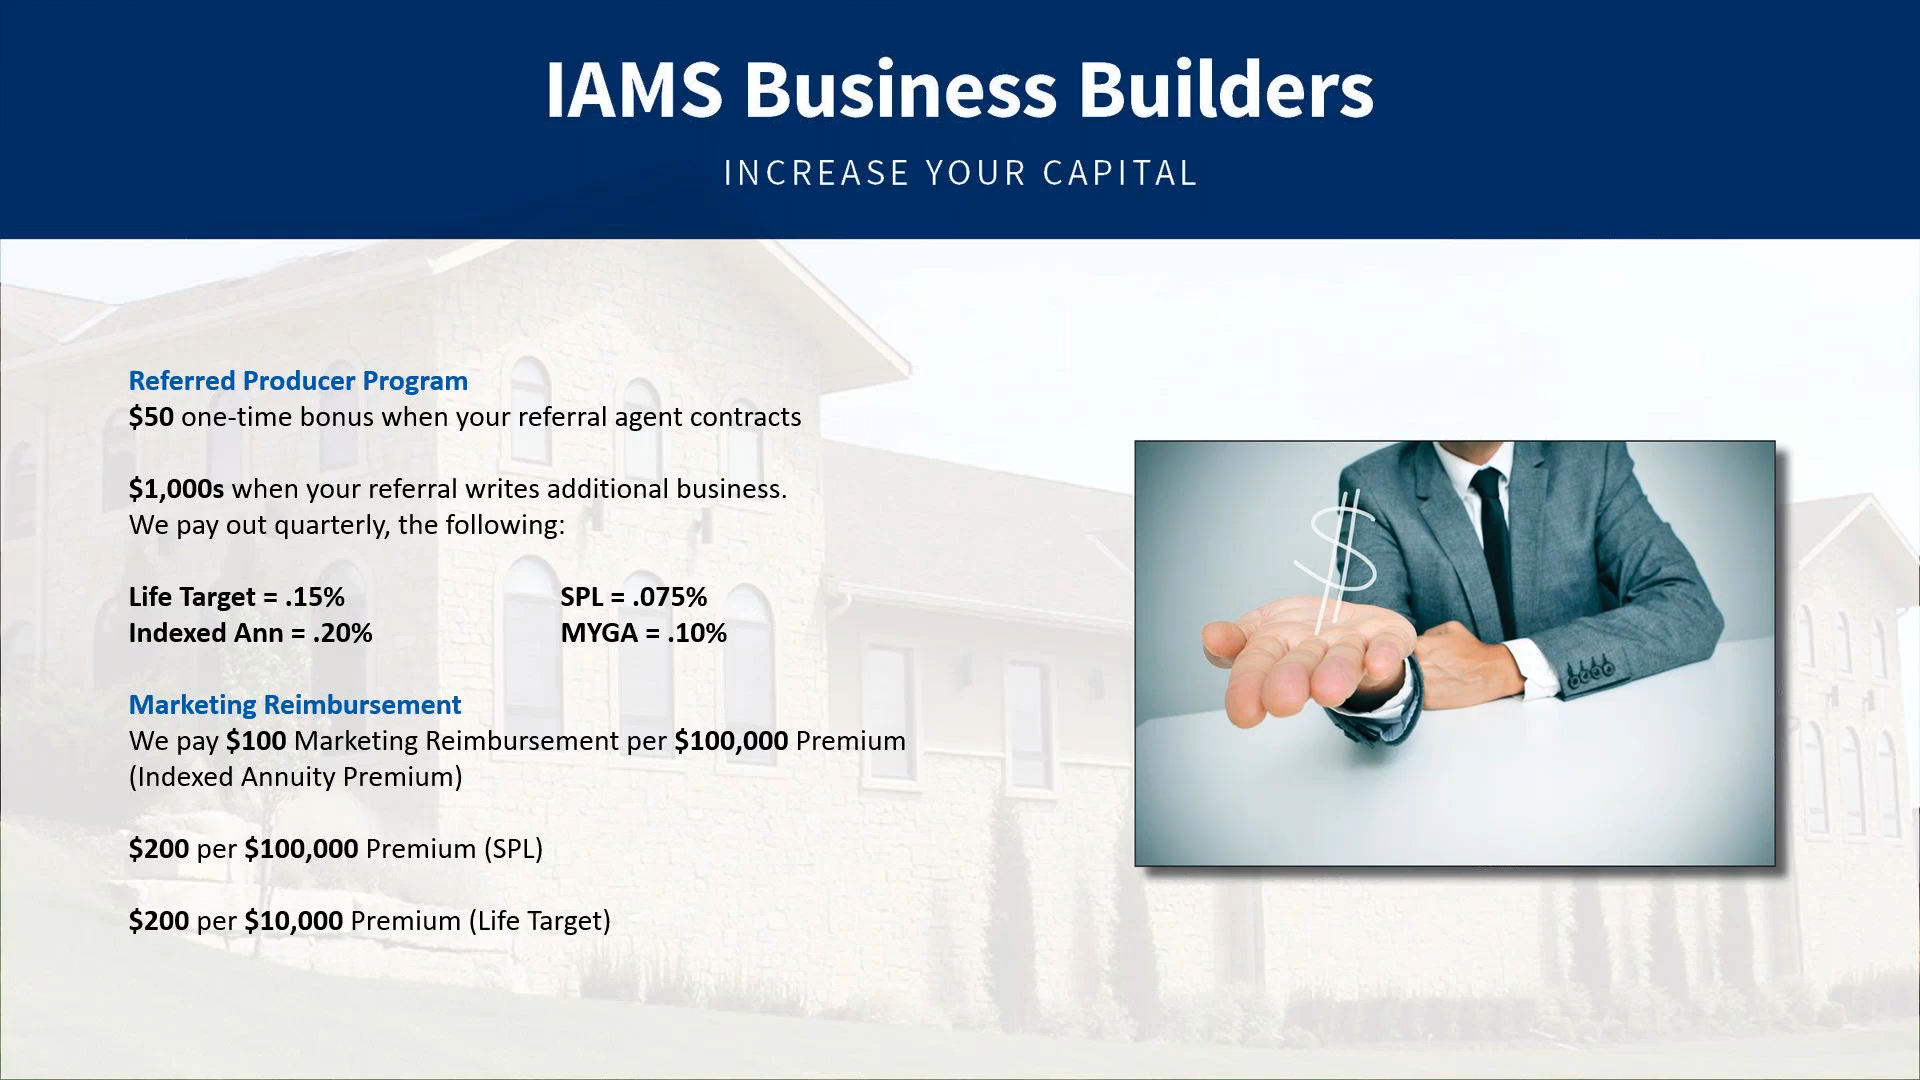 IAMS Business Builders
INCREASE YOUR CAPITAL
Referred Producer Program
$50 one-time bonus when your referral agent contracts
$1,000s when your referral writes additional business.
We pay out quarterly, the following:
Life Target = .15% SPL = .075%
Indexed Ann = .20% MYGA = .10%
Marketing Reimbursement
We pay $100 Marketing Reimbursement per $100,000 Premium
(Indexed Annuity Premium)
$200 per $100,000 Premium (SPL)
$200 per $10,000 Premium (Life Target)
$